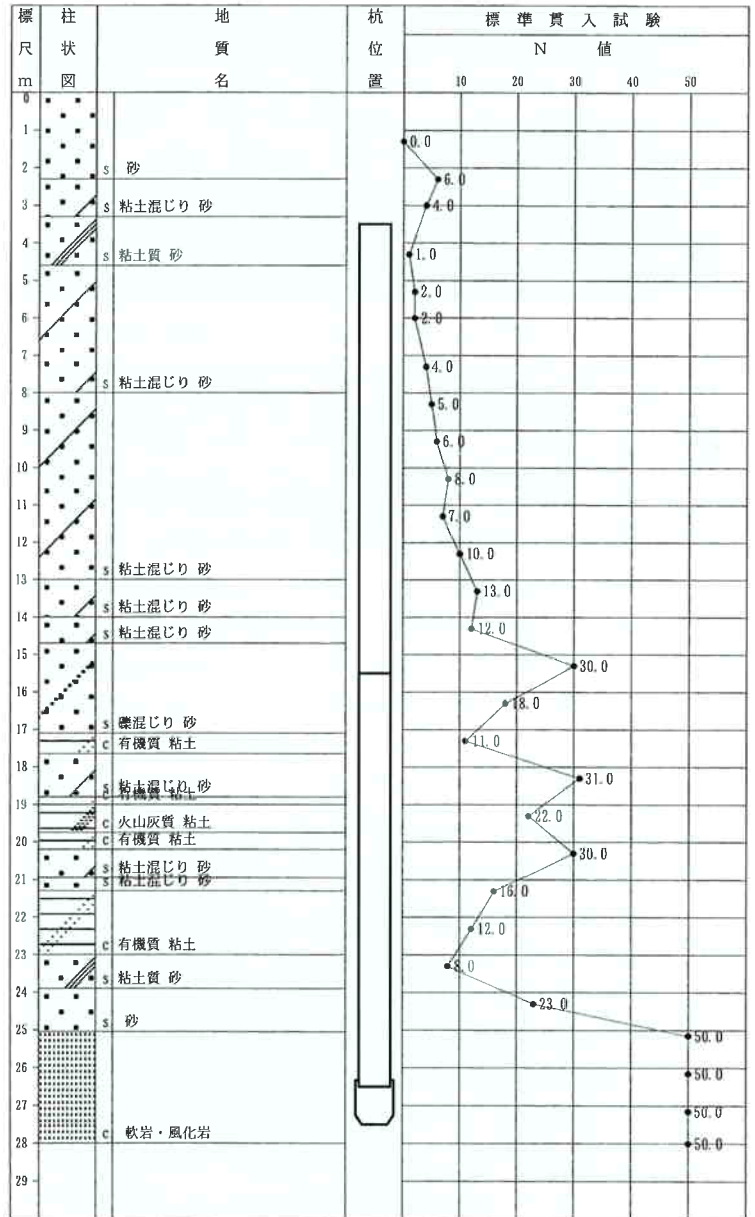 標尺m
柱状図
地質名
杭位置
標準貫入試験
N 値
10 20 30 40 50
0
1
0.0
2 s 砂
6.0
3 s 粘土混じり 砂
4.0
4 s 粘土質 砂
1.0
5
2.0
6
2.0
7
4.0
8 s 粘土混じり 砂
5.0
9
6.0
10
8.0
11
7.0
12
10.0
13 s 粘土混じり 砂
13.0
14 s 粘土混じり 砂
12.0
s 粘土混じり 砂
15
30.0
16
18.0
17 s 礫混じり 砂
c 有機質 粘土
11.0
18
31.0
s 粘土混じり 砂
c 有機質 粘土
19
22.0
c 火山灰質 粘土
20 c 有機質 粘土
30.0
s 粘土混じり 砂
21 s 粘土混じり 砂
16.0
22
12.0
c 有機質 粘土
23
8.0
s 粘土質 砂
24
23.0
s 砂
25
50.0
26
50.0
27
50.0
c 軟岩・風化岩
28
50.0
29